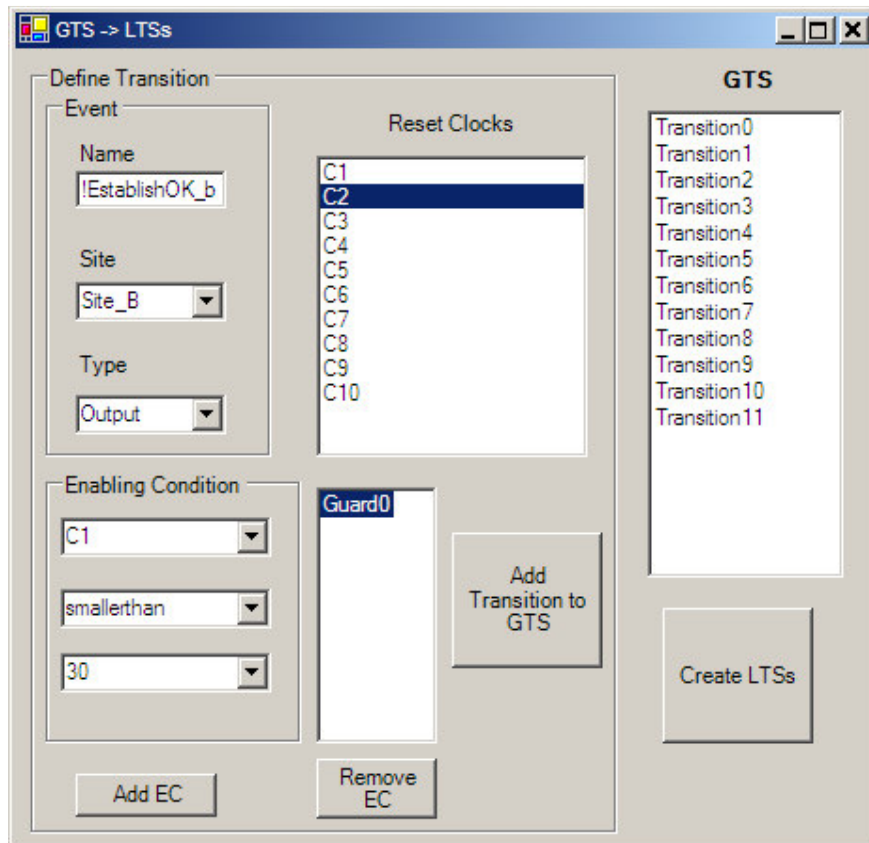 GTS -> LTSs
Define Transition
Event
Name
!EstablishOK_b
Site
Site_B
Type
Output
Reset Clocks
C1
C2
C3
C4
C5
C6
C7
C8
C9
C10
Enabling Condition
C1
smallerthan
30
Add EC
Guard0
Remove
EC
Add
Transition to
GTS
GTS
Transition0
Transition1
Transition2
Transition3
Transition4
Transition5
Transition6
Transition7
Transition8
Transition9
Transition10
Transition11
Create LTSs